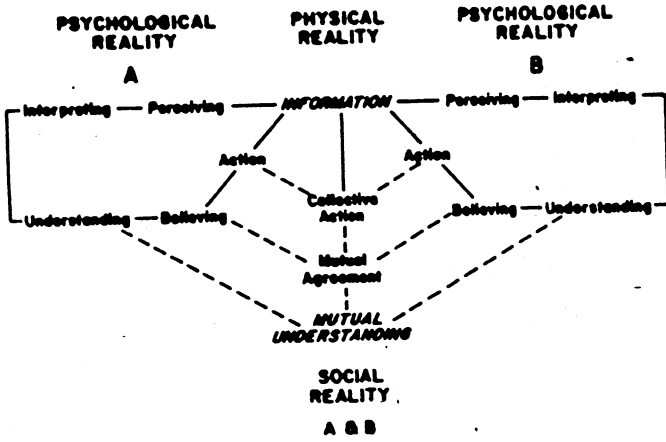 PSYCHOLOGICAL REALITY
A
PHYSICAL REALITY
PSYCHOLOGICAL REALITY
B
Interpreting Perceiving INFORMATION Perceiving Interpreting
Action Action
Collective Action
Understanding Believing Believing Understanding
Mutual Agreement
MUTUAL UNDERSTANDING
SOCIAL REALITY
A & B